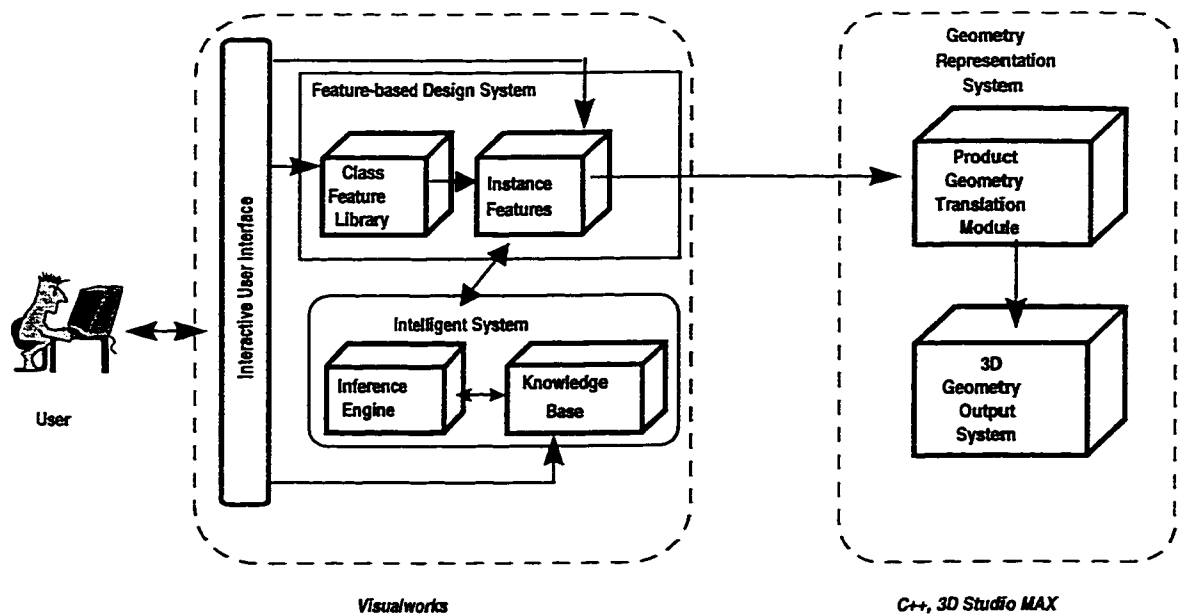 User
Interactive User Interface
Feature-based Design System
Class
Feature
Library
Instance
Features
Intelligent System
Inference
Engine
Knowledge
Base
Visualworks
Geometry
Representation
System
Product
Geometry
Translation
Module
3D
Geometry
Output
System
C++, 3D Studio MAX